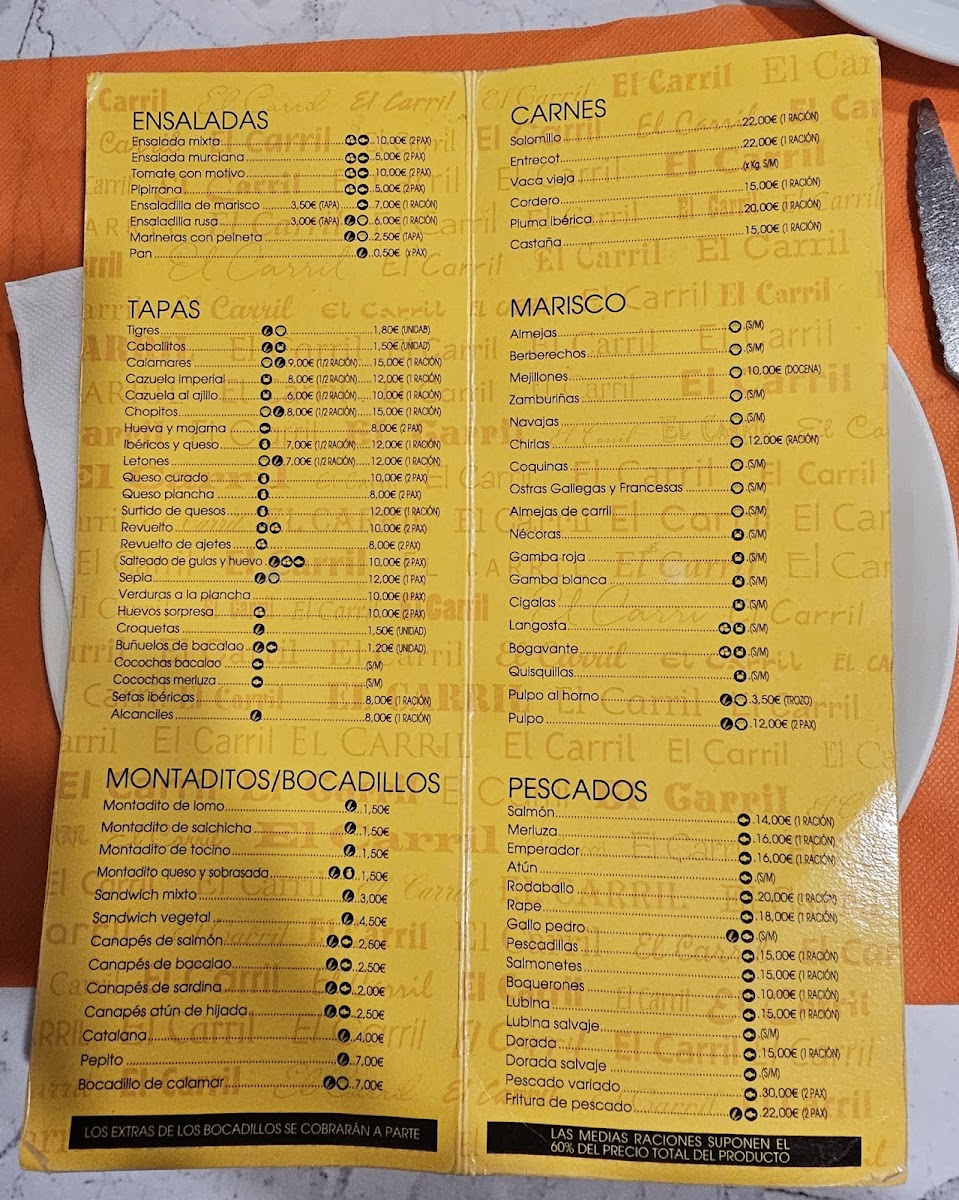 ENSALADAS
Ensalada mixta 10,00€ (2 PAX)
Ensalada murciana 5,00€ (2 PAX)
Tomate con motivo 10,00€ (2 PAX)
Pipirrana 5,00€ (2 PAX)
Ensaladilla de marisco 3,50€ (TAPA) 7,00€ (1 RACIÓN)
Ensaladilla rusa 3,00€ (TAPA) 6,00€ (1 RACIÓN)
Marineras con pelneta 2,50€ (TAPA)
Pan 0,50€ (x PAX)
TAPAS
Tigres 1,80€ (UNIDAB)
Caballitos 1,50€ (UNIDAD)
Calamares 9,00€ (1/2 RACIÓN) 15,00€ (1 RACIÓN)
Cazuela imperial 8,00€ (1/2 RACIÓN) 12,00€ (1 RACIÓN)
Cazuela al ajillo 6,00€ (1/2 RACIÓN) 10,00€ (1 RACIÓN)
Chopitos 8,00€ (1/2 RACIÓN) 15,00€ (1 RACIÓN)
Hueva y mojama 8,00€ (2 PAX)
Ibéricos y queso 7,00€ (1/2 RACIÓN) 12,00€ (1 RACIÓN)
Letones 7,00€ (1/2 RACIÓN) 12,00€ (1 RACIÓN)
Queso curado 10,00€ (2 PAX)
Queso plancha 8,00€ (2 PAX)
Surtido de quesos 12,00€ (1 RACIÓN)
Revuelto 10,00€ (2 PAX)
Revuelto de ajetes 8,00€ (2 PAX)
Salteado de gulas y huevo 10,00€ (2 PAX)
Sepia 12,00€ (1 PAX)
Verduras a la plancha 10,00€ (1 PAX)
Huevos sorpresa 10,00€ (2 PAX)
Croquetas 1,50€ (UNIDAD)
Buñuelos de bacalao 1,20€ (UNIDAD)
Cocochas bacalao (S/M)
Cocochas merluza (S/M)
Setas ibéricas 8,00€ (1 RACIÓN)
Alcanciles 8,00€ (1 RACIÓN)
MONTADITOS/BOCADILLOS
Montadito de lomo 1,50€
Montadito de salchicha 1,50€
Montadito de tocino 1,50€
Montadito queso y sobrasada 1,50€
Sandwich mixto 3,00€
Sandwich vegetal 4,50€
Canapés de salmón 2,50€
Canapés de bacalao 2,50€
Canapés de sardina 2,00€
Canapés atún de hijada 2,50€
Catalana 4,00€
Pepito 7,00€
Bocadillo de calamar 7,00€
LOS EXTRAS DE LOS BOCADILLOS SE COBRARÁN A PARTE
CARNES
Solomillo 22,00€ (1 RACIÓN)
Entrecot 22,00€ (1 RACIÓN)
Vaca vieja (x Kg. S/M)
Cordero 15,00€ (1 RACIÓN)
Pluma ibérica 20,00€ (1 RACIÓN)
Castaña 15,00€ (1 RACIÓN)
MARISCO
Almejas (S/M)
Berberechos (S/M)
Mejillones 10,00€ (DOCENA)
Zamburiñas (S/M)
Navajas (S/M)
Chirlas 12,00€ (RACIÓN)
Coquinas (S/M)
Ostras Gallegas y Francesas (S/M)
Almejas de carril (S/M)
Nécoras (S/M)
Gamba roja (S/M)
Gamba blanca (S/M)
Cigalas (S/M)
Langosta (S/M)
Bogavante (S/M)
Quisquillas (S/M)
Pulpo al horno 3,50€ (TROZO)
Pulpo 12,00€ (2 PAX)
PESCADOS
Salmón 14,00€ (1 RACIÓN)
Merluza 16,00€ (1 RACIÓN)
Emperador 16,00€ (1 RACIÓN)
Atún (S/M)
Rodaballo 20,00€ (1 RACIÓN)
Rape 18,00€ (1 RACIÓN)
Gallo pedro (S/M)
Pescadillas 15,00€ (1 RACIÓN)
Salmonetes 15,00€ (1 RACIÓN)
Boquerones 10,00€ (1 RACIÓN)
Lubina 15,00€ (1 RACIÓN)
Lubina salvaje (S/M)
Dorada 15,00€ (1 RACIÓN)
Dorada salvaje (S/M)
Pescado variado 30,00€ (2 PAX)
Fritura de pescado 22,00€ (2 PAX)
LAS MEDIAS RACIONES SUPONEN EL
60% DEL PRECIO TOTAL DEL PRODUCTO